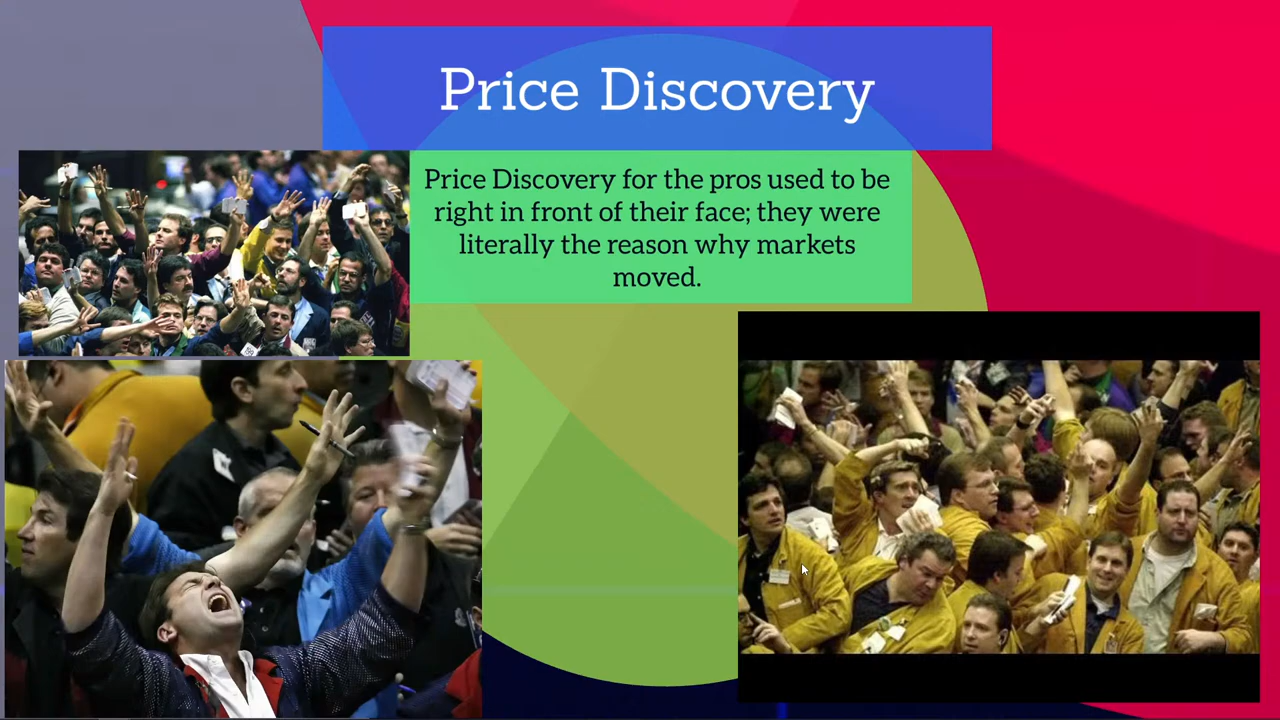 Price Discovery
Price Discovery for the pros used to be
right in front of their face; they were
literally the reason why markets
moved.